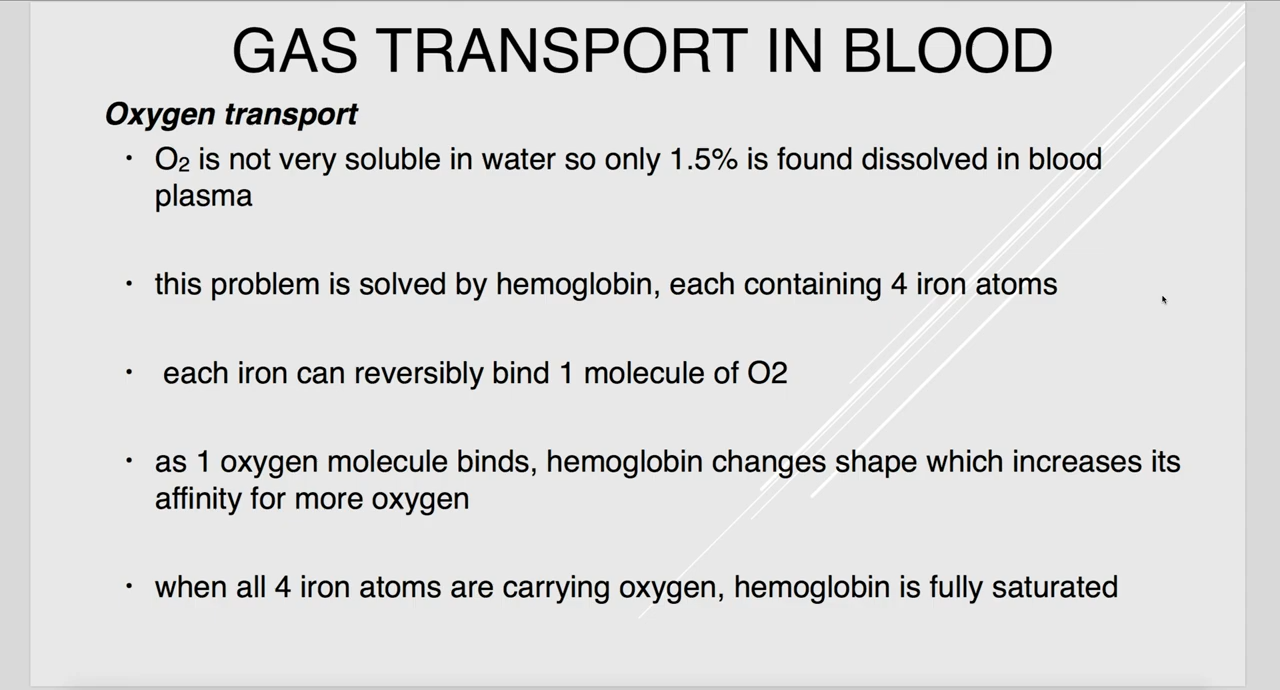 GAS TRANSPORT IN BLOOD
Oxygen transport
• O₂ is not very soluble in water so only 1.5% is found dissolved in blood
plasma
• this problem is solved by hemoglobin, each containing 4 iron atoms
• each iron can reversibly bind 1 molecule of O2
• as 1 oxygen molecule binds, hemoglobin changes shape which increases its
affinity for more oxygen
• when all 4 iron atoms are carrying oxygen, hemoglobin is fully saturated